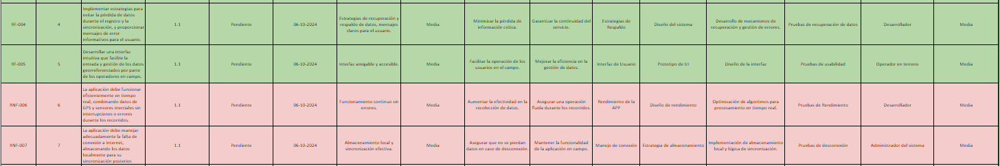 RF-004
4
Implementar estrategias para
evitar la pérdida de datos
durante el registro y la
sincronización, y proporcionar
mensajes de error
informativos para el usuario.
1.1
Pendiente
06-10-2024
Estrategias de recuperación y
respaldo de datos, mensajes
claros para el usuario.
Media
Minimizar la pérdida de
información crítica.
Garantizar la continuidad del
servicio.
Estrategias de
Respaldo
Diseño del sistema
Desarrollo de mecanismos de
recuperación y gestión de errores.
Pruebas de recuperación de datos
Desarrollador
Media
RF-005
5
Desarrollar una interfaz
intuitiva que facilite la
entrada y gestión de los datos
georreferenciados por parte
de los operadores en campo.
1.1
Pendiente
06-10-2024
Interfaz amigable y accesible.
Media
Facilitar la operación de los
usuarios en el campo.
Mejorar la eficiencia en la
gestión de datos.
Interfaz de Usuario
Prototipo de UI
Diseño de la interfaz
Pruebas de usabilidad
Operador en terreno
Media
RNF-006
6
La aplicación debe funcionar
eficientemente en tiempo
real, combinando datos de
GPS y sensores inerciales sin
interrupciones o errores
durante los recorridos.
1.1
Pendiente
06-10-2024
Funcionamiento continuo sin
errores.
Media
Aumentar la efectividad en la
recolección de datos.
Asegurar una operación
fluida durante los recorridos.
Rendimiento de la
APP
Diseño de rendimiento
Optimización de algoritmos para
procesamiento en tiempo real.
Pruebas de Rendimiento
Desarrollador
Media
RNF-007
7
La aplicación debe manejar
adecuadamente la falta de
conexión a Internet,
almacenando los datos
localmente para su
sincronización posterior.
1.1
Pendiente
06-10-2024
Almacenamiento local y
sincronización efectiva.
Media
Asegurar que no se pierdan
datos en caso de desconexión.
Mantener la funcionalidad
de la aplicación en campo.
Manejo de conexión
Estrategia de almacenamiento
Implementación de almacenamiento
local y lógica de sincronización.
Pruebas de desconexión
Administrador del sistema
Media